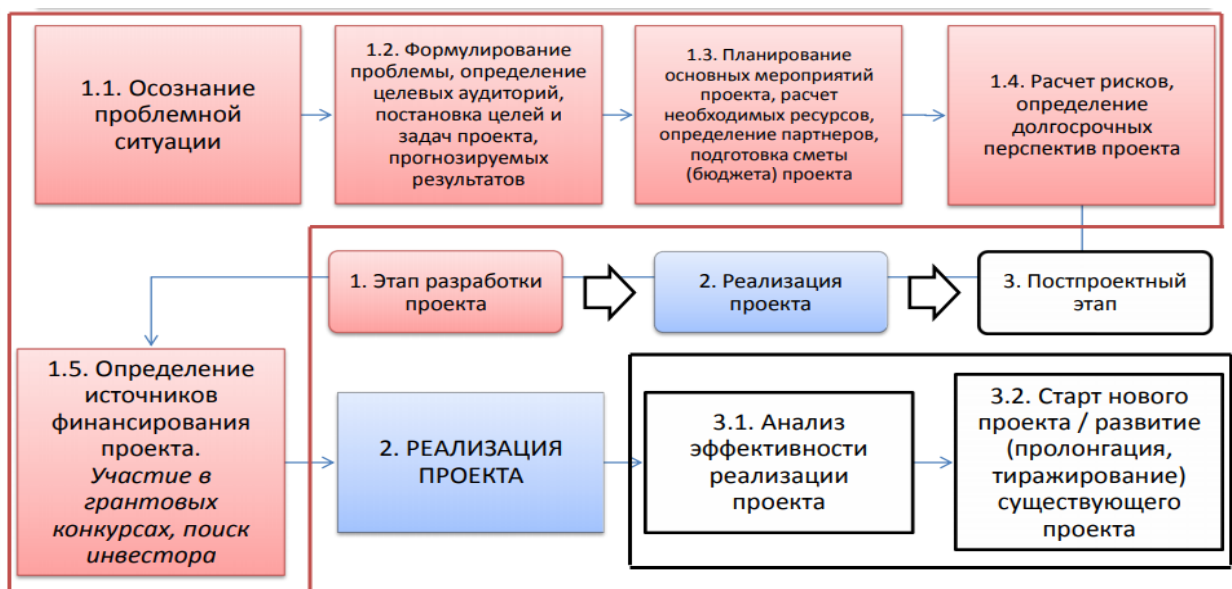 1.1. Осознание
проблемной
ситуации
1.2. Формулирование
проблемы, определение
целевых аудиторий,
постановка целей и
задач проекта,
прогнозируемых
результатов
1.3. Планирование
основных мероприятий
проекта, расчет
необходимых ресурсов,
определение партнеров,
подготовка сметы
(бюджета) проекта
1.4. Расчет рисков,
определение
долгосрочных
перспектив проекта
1. Этап разработки
проекта
2. Реализация
проекта
3. Постпроектный
этап
1.5. Определение
источников
финансирования
проекта.
Участие в
грантовых
конкурсах, поиск
инвестора
2. РЕАЛИЗАЦИЯ
ПРОЕКТА
3.1. Анализ
эффективности
реализации
проекта
3.2. Старт нового
проекта / развитие
(пролонгация,
тиражирование)
существующего
проекта